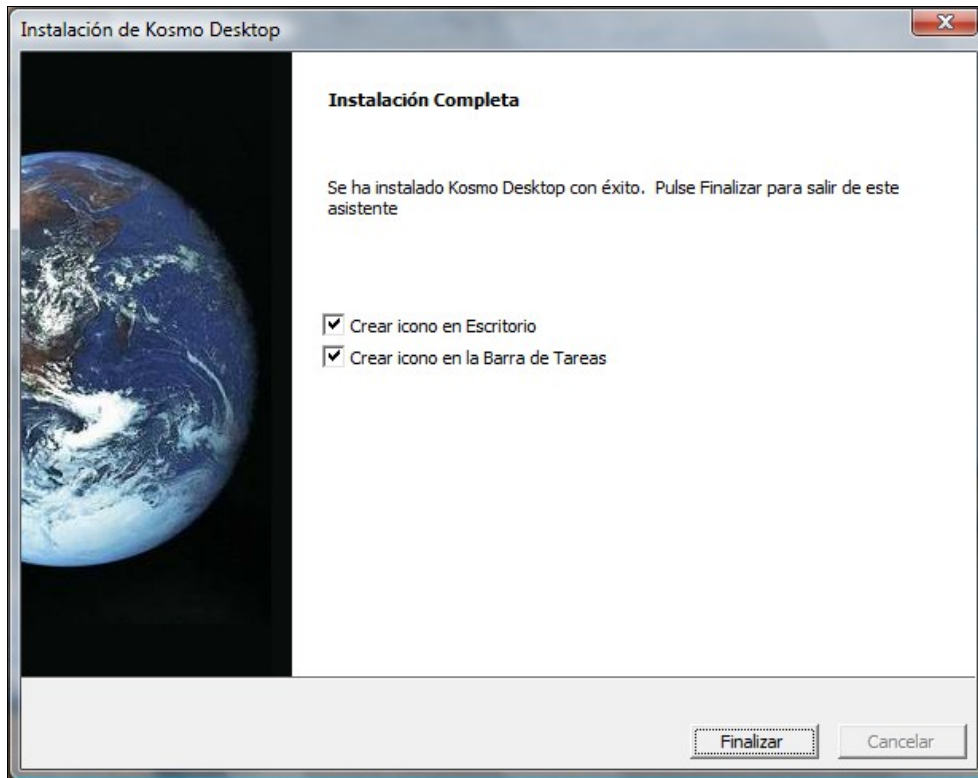 Instalación de Kosmo Desktop
Instalación Completa
Se ha instalado Kosmo Desktop con éxito.  Pulse Finalizar para salir de este
asistente
Crear icono en Escritorio
Crear icono en la Barra de Tareas
Finalizar
Cancelar